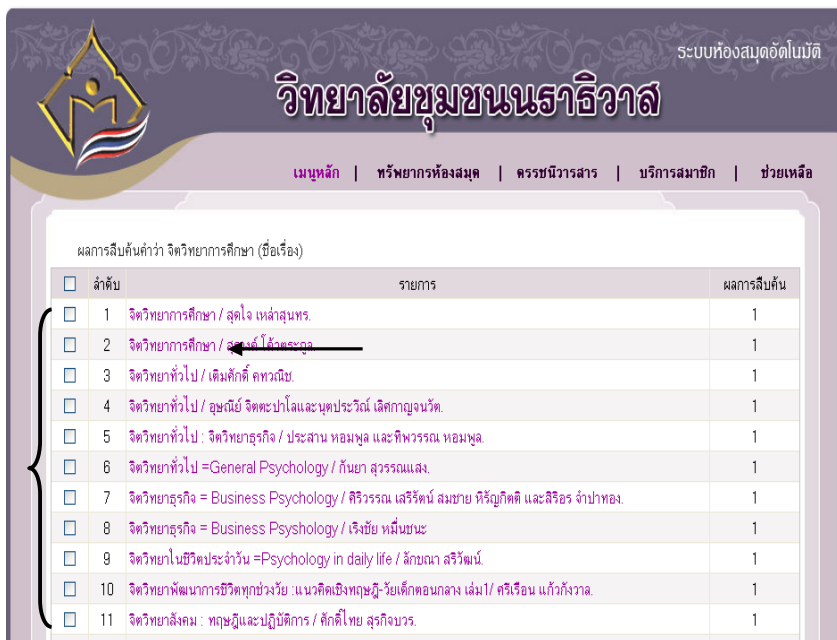 ระบบห้องสมุดอัตโนมัติ
วิทยาลัยชุมชนนราธิวาส
เมนูหลัก | ทรัพยากรห้องสมุด | ดรรชนีวารสาร | บริการสมาชิก | ช่วยเหลือ
ผลการสืบค้นคำว่า จิตวิทยาการศึกษา (ชื่อเรื่อง)
ลำดับ รายการ ผลการสืบค้น
1 จิตวิทยาการศึกษา / สุดใจ เหล่าสุนทร. 1
2 จิตวิทยาการศึกษา / โค้วตระกูล. 1
3 จิตวิทยาทั่วไป / เติมศักดิ์ คทวณิช. 1
4 จิตวิทยาทั่วไป / อุษณีย์ จิตตะปาโลและนุตประวิณ์ เลิศกาญจนวัต. 1
5 จิตวิทยาทั่วไป : จิตวิทยาธุรกิจ / ประสาน หอมพูล และทิพวรรณ หอมพูล. 1
6 จิตวิทยาทั่วไป =General Psychology / กันยา สุวรรณแสง. 1
7 จิตวิทยาธุรกิจ = Business Psychology / ศิริวรรณ เสรีรัตน์ สมชาย หิรัญกิตติ และสิริอร จำปาทอง. 1
8 จิตวิทยาธุรกิจ = Business Psyshology / เริงชัย หมื่นชนะ 1
9 จิตวิทยาในชีวิตประจำวัน =Psychology in daily life / ลักขณา สริวัฒน์. 1
10 จิตวิทยาพัฒนาการชีวิตทุกช่วงวัย :แนวคิดเชิงทฤษฎี-วัยเด็กตอนกลาง เล่ม1/ ศรีเรือน แก้วกังวาล. 1
11 จิตวิทยาสังคม : ทฤษฎีและปฏิบัติการ / ศักดิ์ไทย สุรกิจบวร. 1